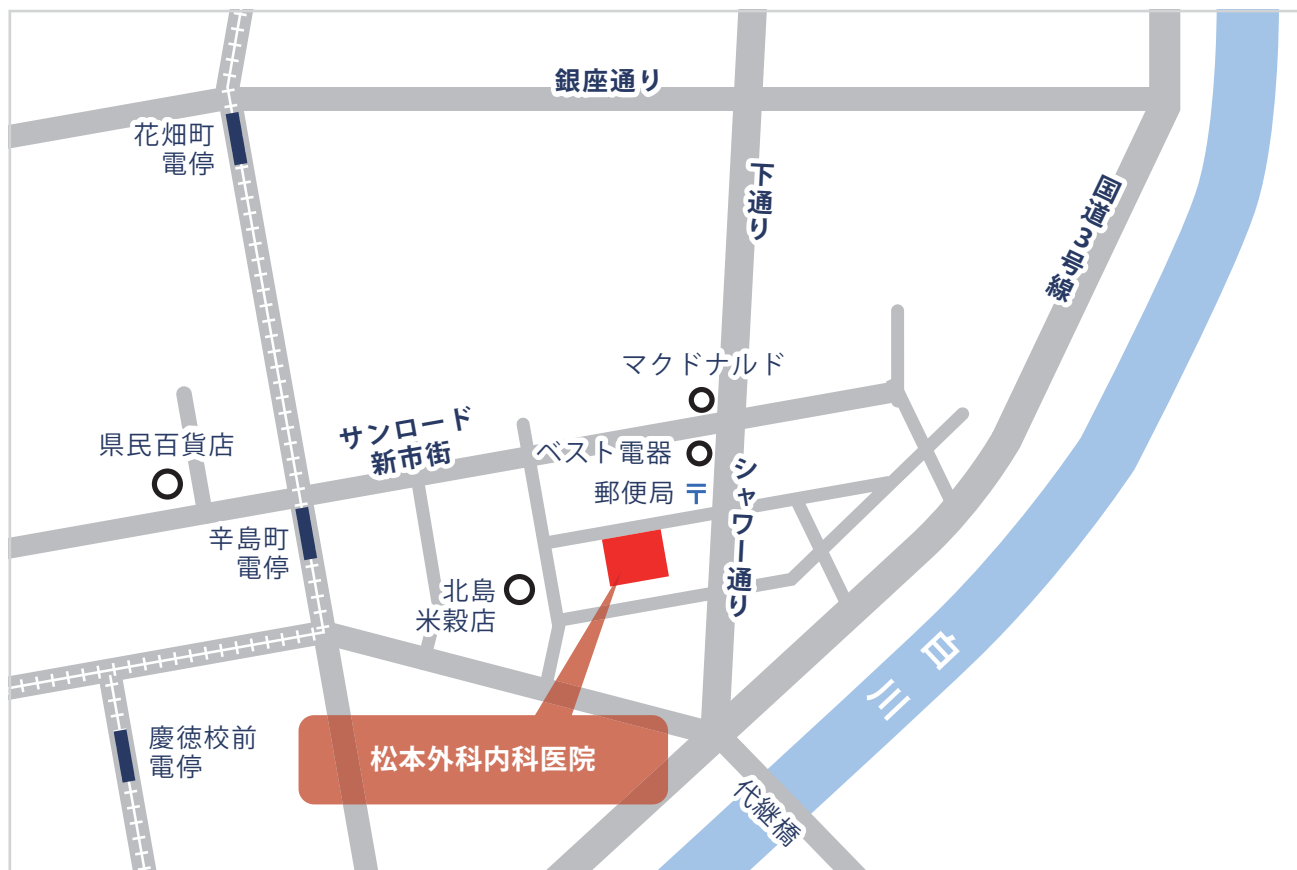 銀座通り
花畑町
電停
下通り
国道3号線
マクドナルド
サンロード
新市街
県民百貨店
ベスト電器
郵便局 〒
シャワー通り
辛島町
電停
北島
米穀店
白川
慶徳校前
電停
松本外科内科医院
代継橋